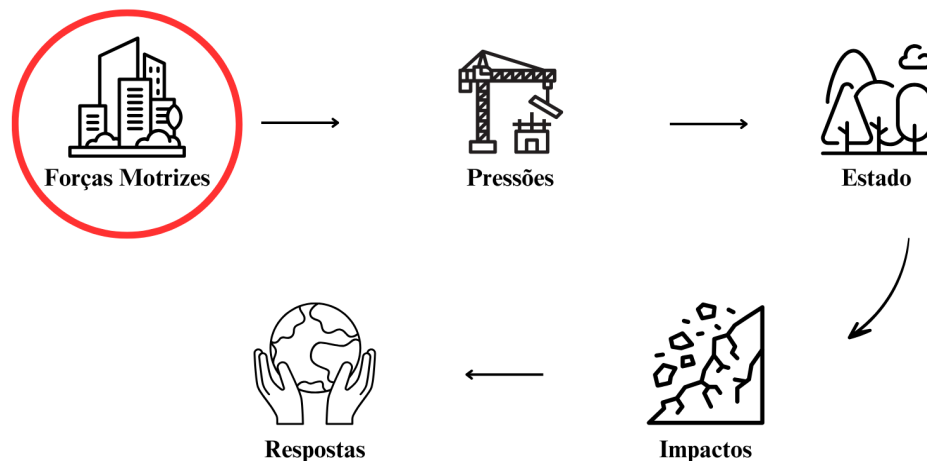 Forças Motrizes
Pressões
Estado
Impactos
Respostas